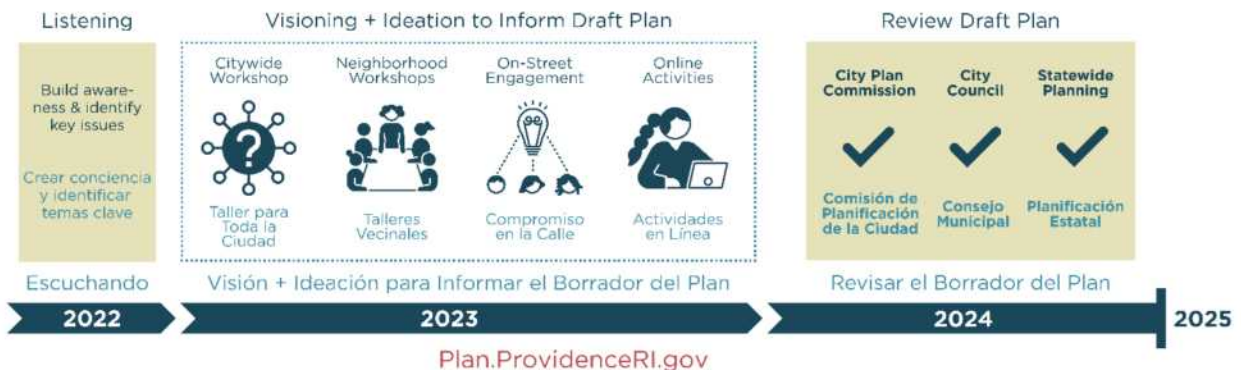 Listening
Build aware-
ness & identify
key issues
Crear conciencia
y identificar
temas clave
Escuchando
2022
Visioning + Ideation to Inform Draft Plan
Citywide
Workshop
?
Taller para
Toda la
Ciudad
Neighborhood
Workshops
Talleres
Vecinales
On-Street
Engagement
Compromiso
en la Calle
Online
Activities
Actividades
en Línea
Visión + Ideación para Informar el Borrador del Plan
2023
Review Draft Plan
City Plan
Commission
Comisión de
Planificación
de la Ciudad
City
Council
Consejo
Municipal
Statewide
Planning
Planificación
Estatal
Revisar el Borrador del Plan
2024
2025
Plan.ProvidenceRI.gov